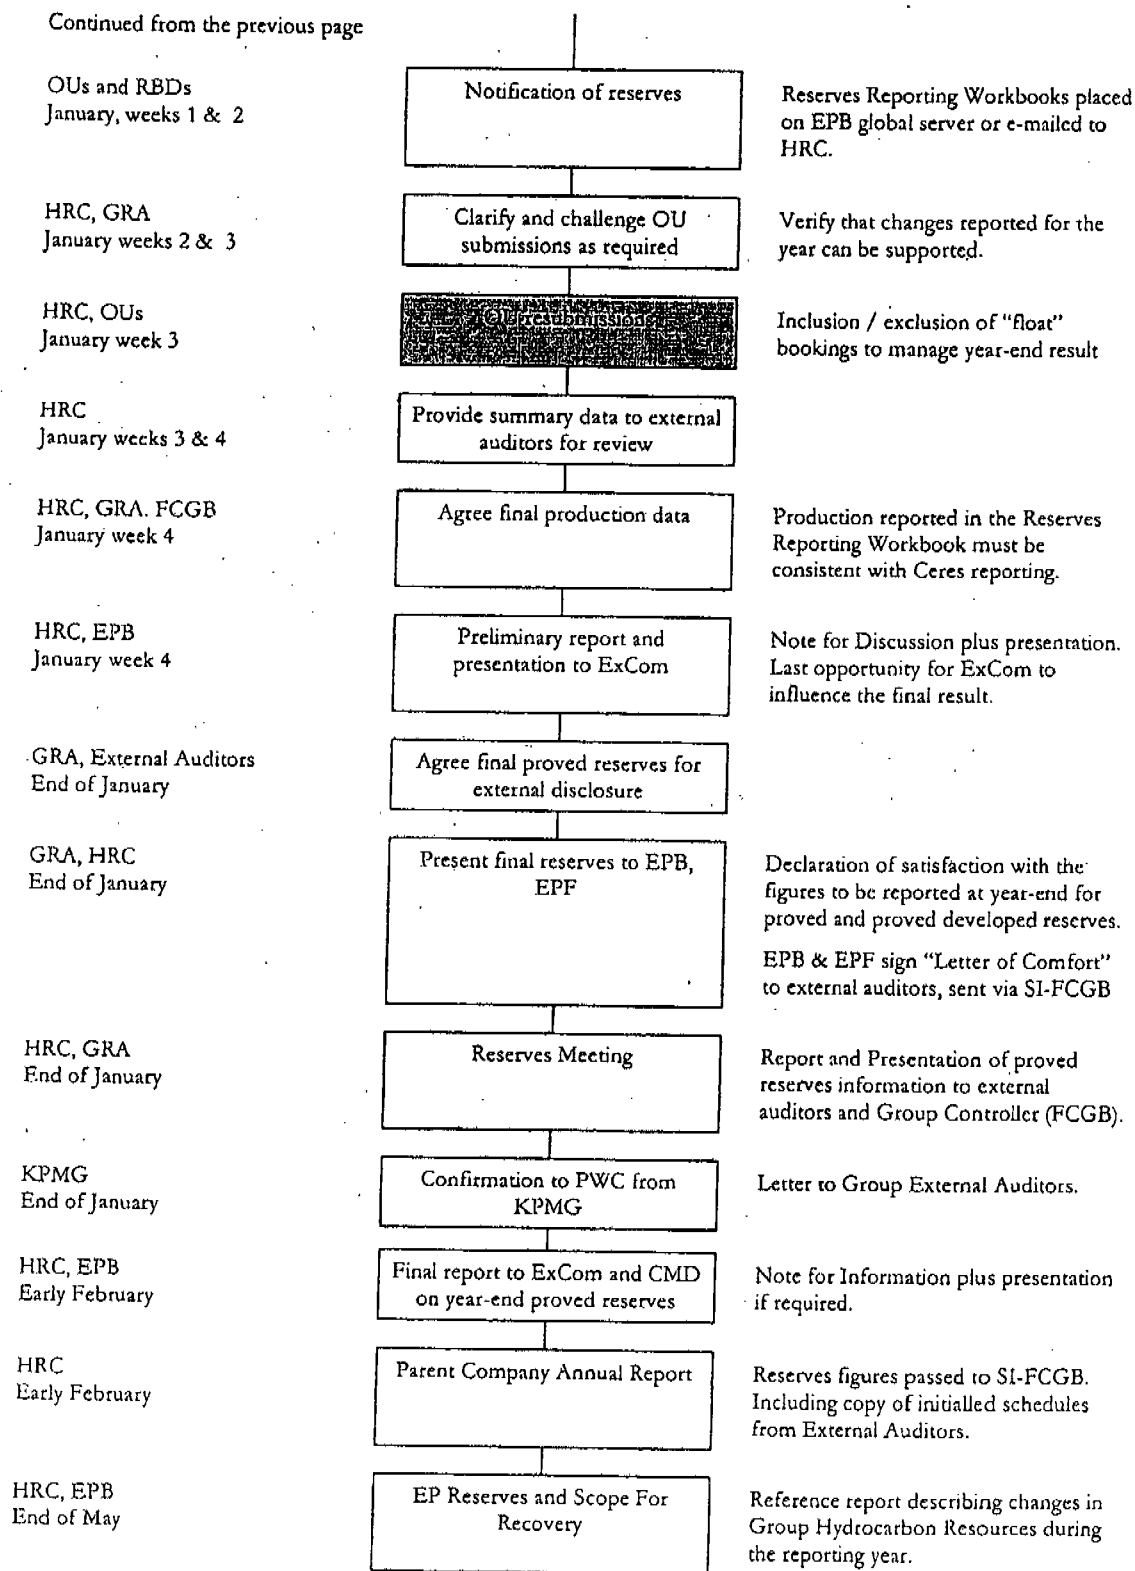 Continued from the previous page
OUs and RBDs
January, weeks 1 & 2
Notification of reserves
Reserves Reporting Workbooks placed
on EPB global server or e-mailed to
HRC.
HRC, GRA
January weeks 2 & 3
Clarify and challenge OU
submissions as required
Verify that changes reported for the
year can be supported.
HRC, OUs
January week 3
OU resubmissions
Inclusion / exclusion of "float"
bookings to manage year-end result
HRC
January weeks 3 & 4
Provide summary data to external
auditors for review
HRC, GRA. FCGB
January week 4
Agree final production data
Production reported in the Reserves
Reporting Workbook must be
consistent with Ceres reporting.
HRC, EPB
January week 4
Preliminary report and
presentation to ExCom
Note for Discussion plus presentation.
Last opportunity for ExCom to
influence the final result.
GRA, External Auditors
End of January
Agree final proved reserves for
external disclosure
GRA, HRC
End of January
Present final reserves to EPB,
EPF
Declaration of satisfaction with the
figures to be reported at year-end for
proved and proved developed reserves.
EPB & EPF sign "Letter of Comfort"
to external auditors, sent via SI-FCGB
HRC, GRA
End of January
Reserves Meeting
Report and Presentation of proved
reserves information to external
auditors and Group Controller (FCGB).
KPMG
End of January
Confirmation to PWC from
KPMG
Letter to Group External Auditors.
HRC, EPB
Early February
Final report to ExCom and CMD
on year-end proved reserves
Note for Information plus presentation
if required.
HRC
Early February
Parent Company Annual Report
Reserves figures passed to SI-FCGB.
Including copy of initialled schedules
from External Auditors.
HRC, EPB
End of May
EP Reserves and Scope For
Recovery
Reference report describing changes in
Group Hydrocarbon Resources during
the reporting year.